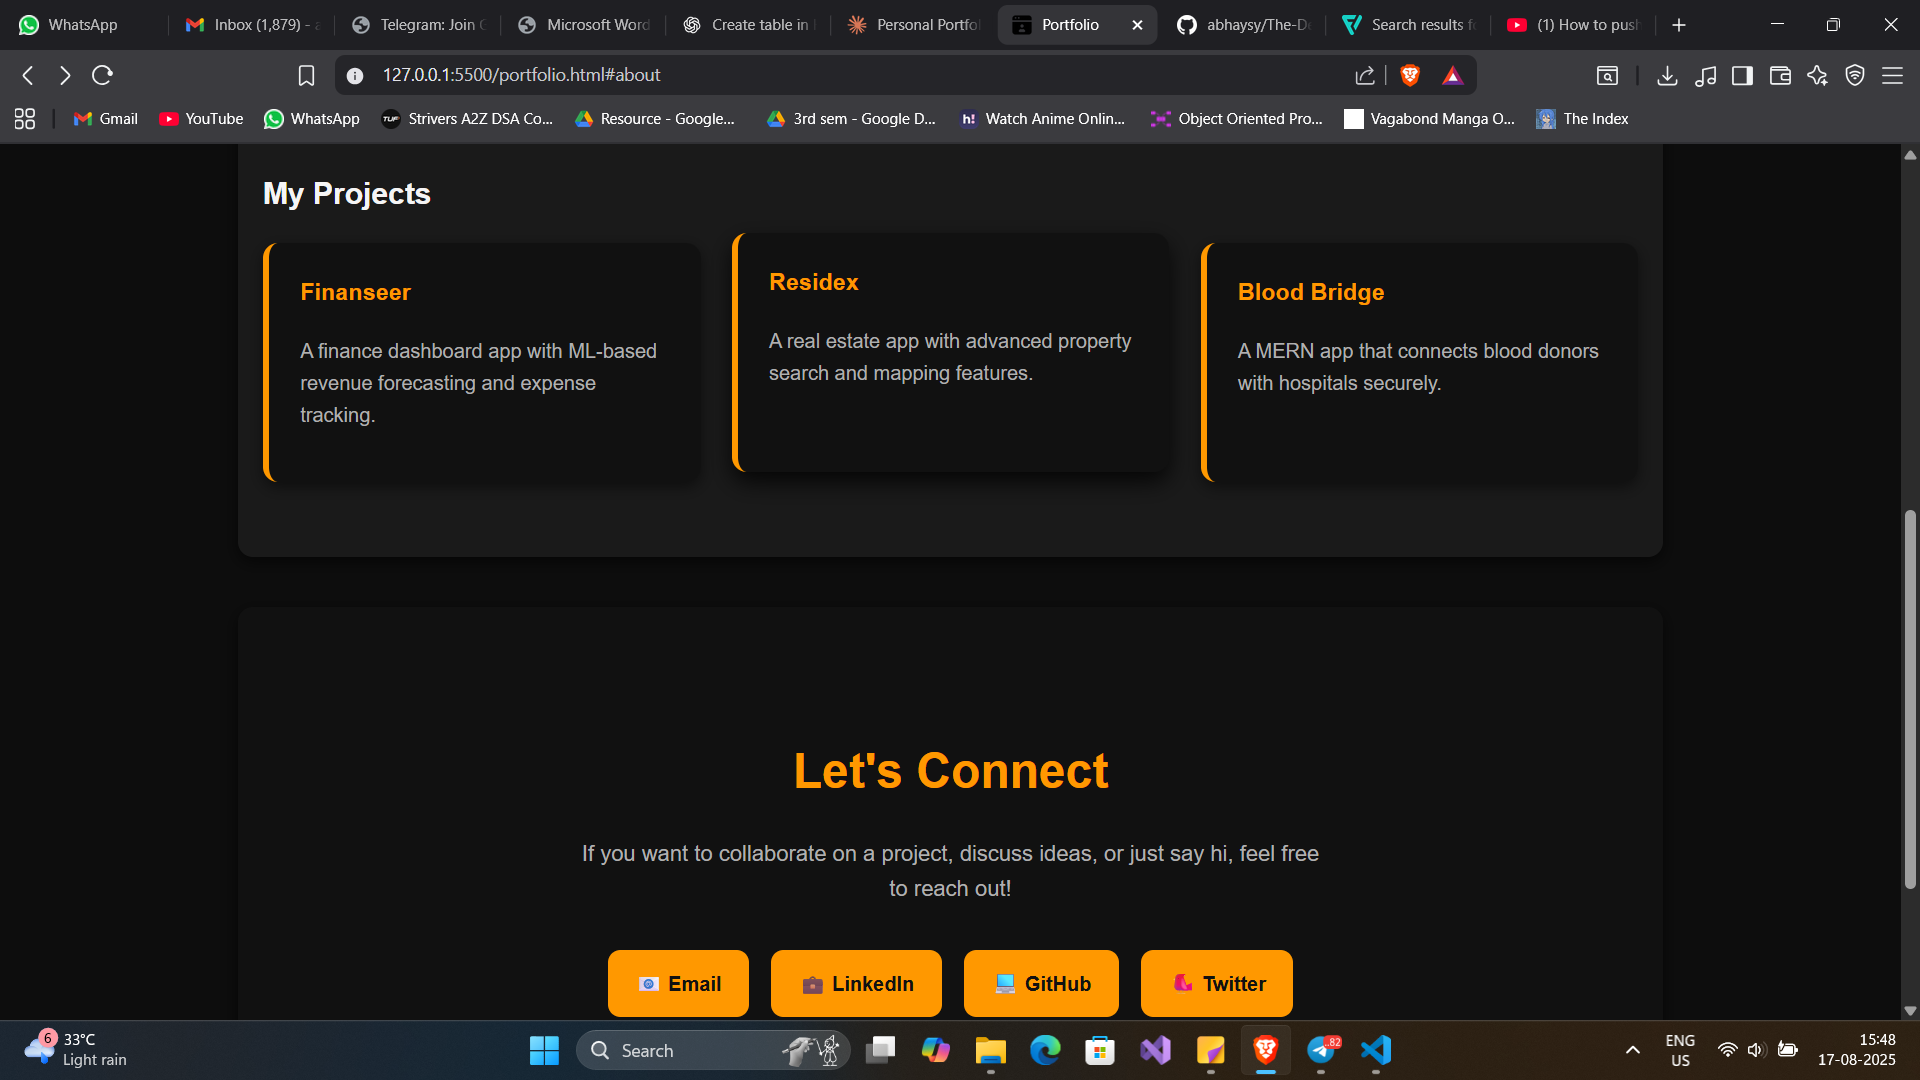 WhatsApp
Inbox (1,879) - a
Telegram: Join G
Microsoft Word
Create table in
Personal Portfo
Portfolio
abhaysy/The-De
Search results fo
(1) How to push
127.0.0.1:5500/portfolio.html#about
Gmail
YouTube
WhatsApp
TUF
Strivers A2Z DSA Co...
Resource - Google...
3rd sem - Google D...
h!
Watch Anime Onlin...
Object Oriented Pro...
Vagabond Manga O...
The Index
My Projects
Finanseer
A finance dashboard app with ML-based
revenue forecasting and expense
tracking.
Residex
A real estate app with advanced property
search and mapping features.
Blood Bridge
A MERN app that connects blood donors
with hospitals securely.
Let's Connect
If you want to collaborate on a project, discuss ideas, or just say hi, feel free
to reach out!
Email
LinkedIn
GitHub
Twitter
6
33°C
Light rain
Search
82
ENG
US
15:48
17-08-2025